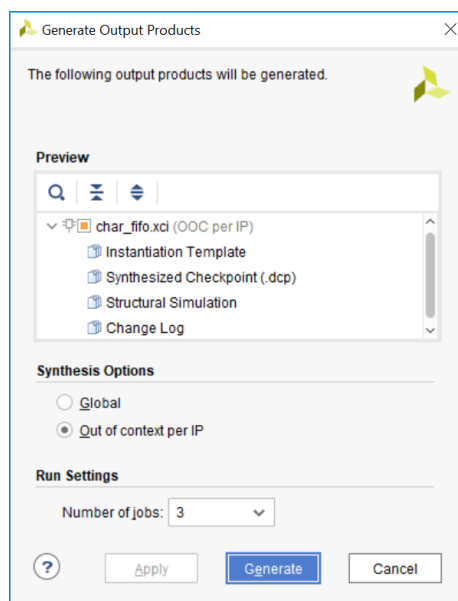 Generate Output Products
The following output products will be generated.
Preview
char_fifo.xci (OOC per IP)
Instantiation Template
Synthesized Checkpoint (.dcp)
Structural Simulation
Change Log
Synthesis Options
Global
Out of context per IP
Run Settings
Number of jobs: 3
? Apply Generate Cancel